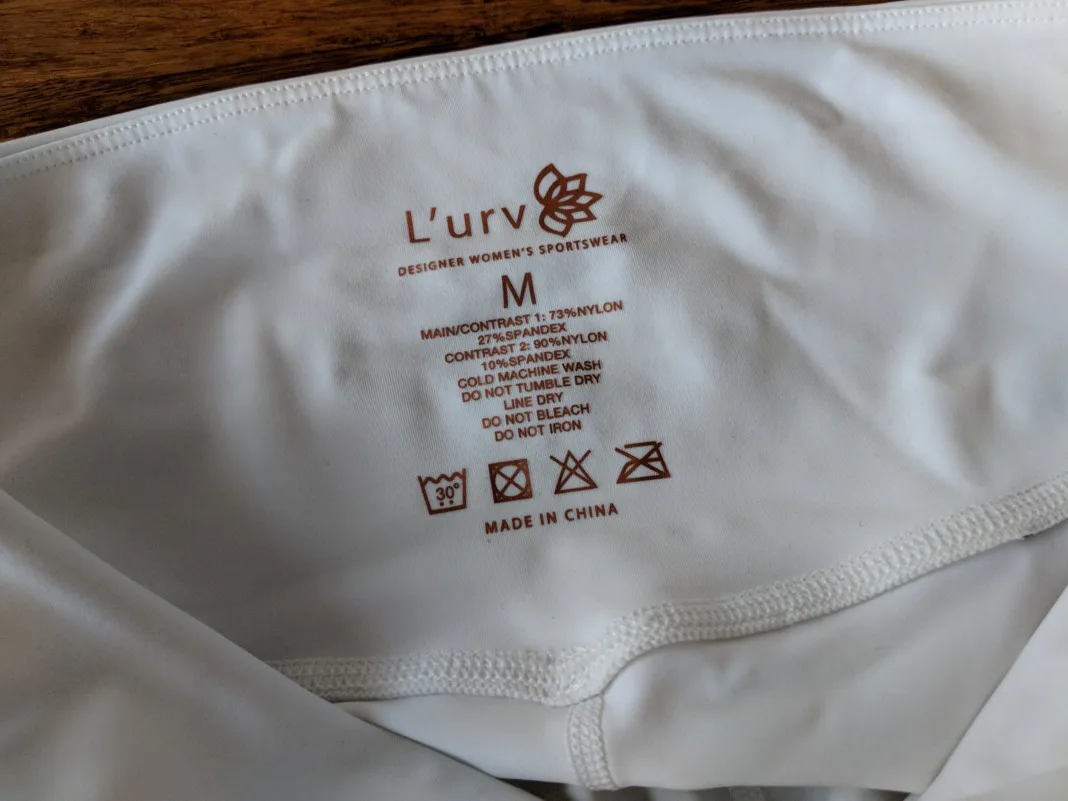 L'urv
DESIGNER WOMEN'S SPORTSWEAR
M
MAIN/CONTRAST 1: 73%NYLON
27%SPANDEX
CONTRAST 2: 90%NYLON
10%SPANDEX
COLD MACHINE WASH
DO NOT TUMBLE DRY
LINE DRY
DO NOT BLEACH
DO NOT IRON
30°
MADE IN CHINA